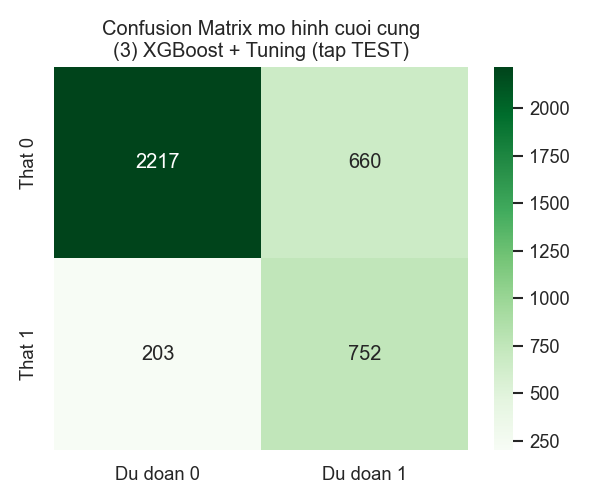 Confusion Matrix mo hinh cuoi cung
(3) XGBoost + Tuning (tap TEST)
That 0
2217
660
That 1
203
752
Du doan 0
Du doan 1
2000
1750
1500
1250
1000
750
500
250